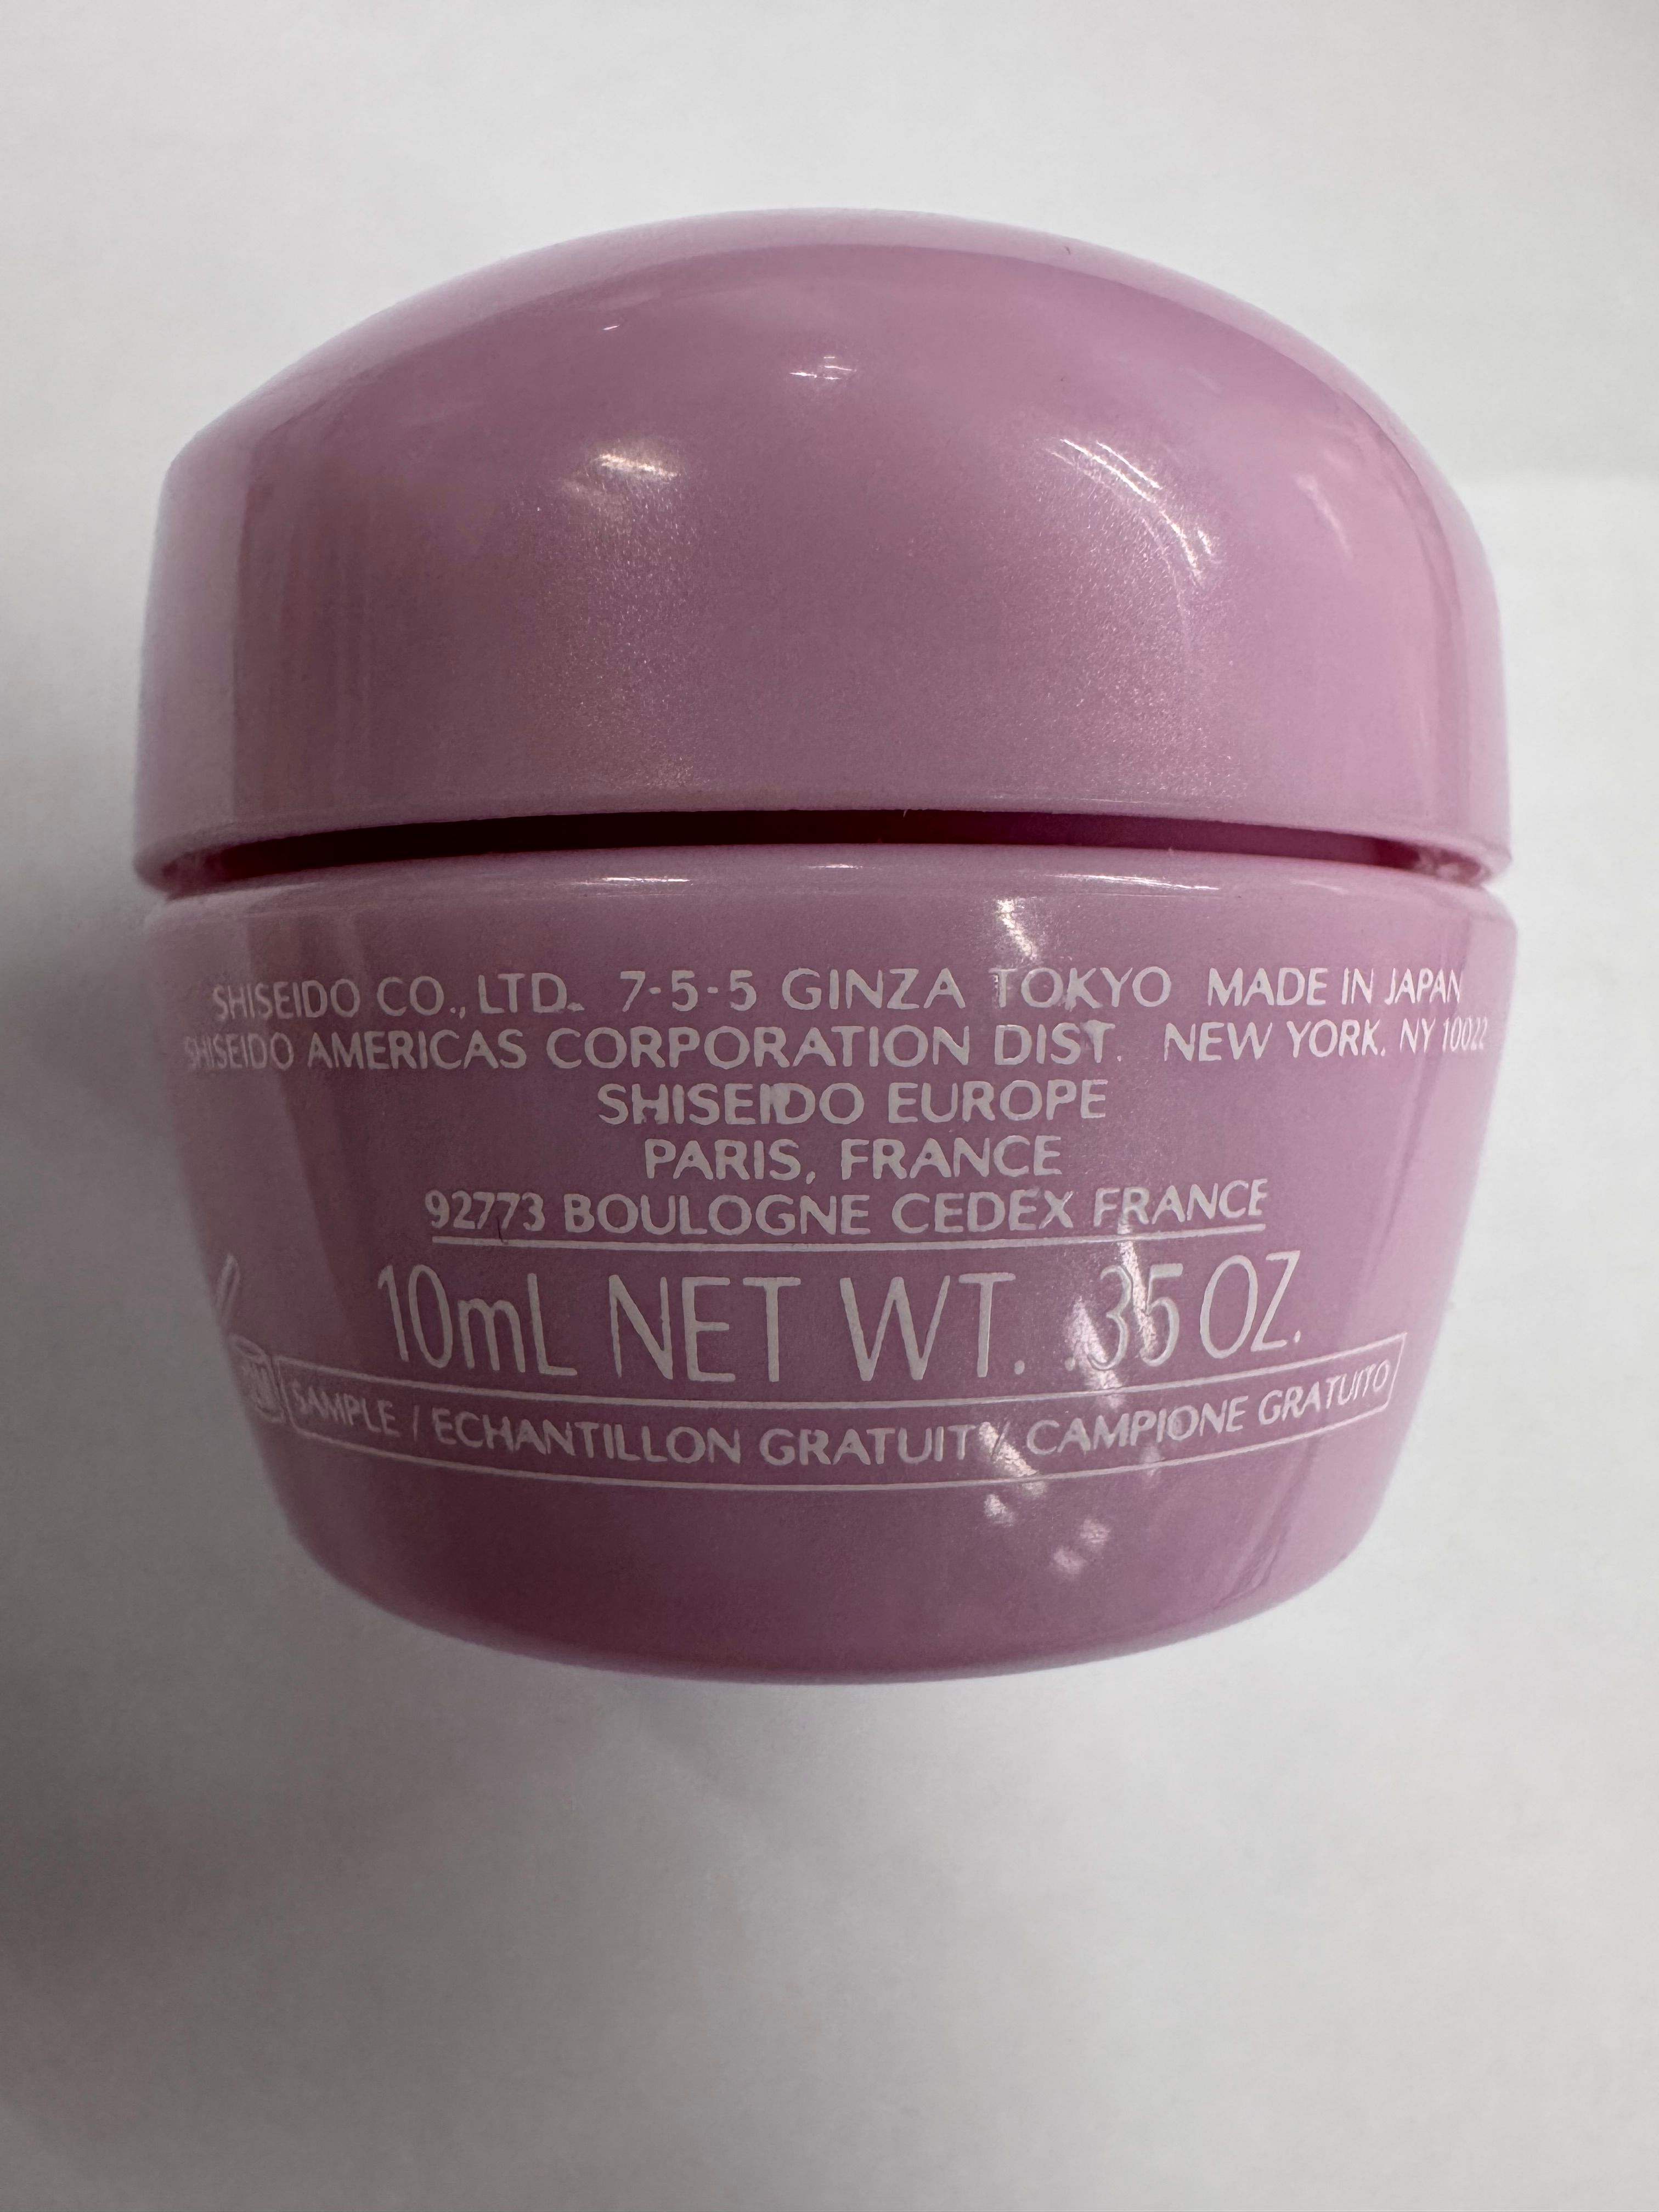 SHISEIDO CO., LTD. 7-5-5 GINZA TOKYO MADE IN JAPAN
SHISEIDO AMERICAS CORPORATION DIST. NEW YORK, NY 10022
SHISEIDO EUROPE
PARIS, FRANCE
92773 BOULOGNE CEDEX FRANCE
10mL NET WT. .35 OZ.
SAMPLE / ECHANTILLON GRATUIT / CAMPIONE GRATUITO